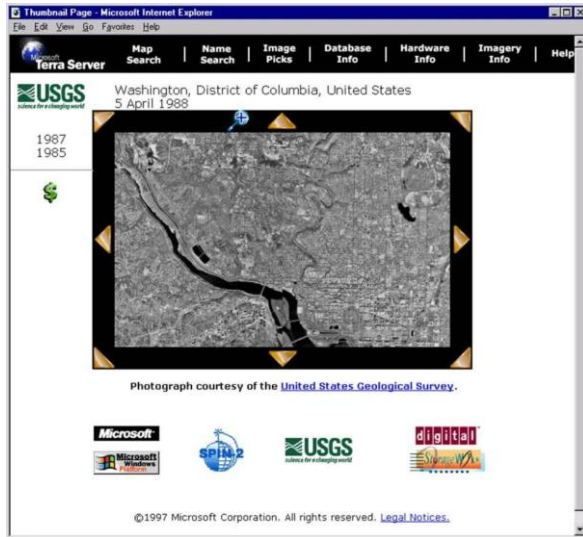 Thumbnail Page - Microsoft Internet Explorer
File Edit View Go Favorites Help
Microsoft
Terra Server
Map Search | Name Search | Image Picks | Database Info | Hardware Info | Imagery Info | Help
USGS
science for a changing world
Washington, District of Columbia, United States
5 April 1988
1987
1985
$
Photograph courtesy of the United States Geological Survey.
Microsoft
Microsoft
Windows
Platform
SPIN-2
USGS
science for a changing world
digital
StorageWorks
©1997 Microsoft Corporation. All rights reserved. Legal Notices.